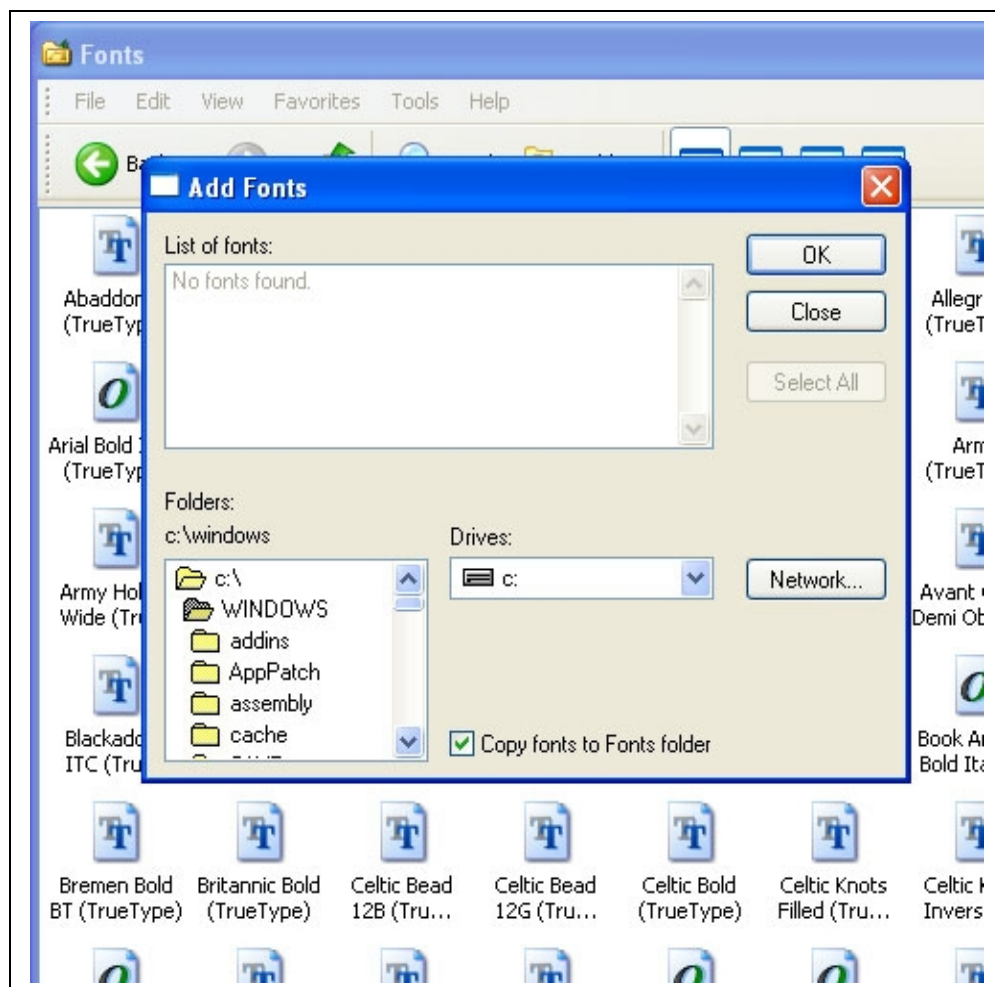 Fonts
File Edit View Favorites Tools Help
Add Fonts
List of fonts:
No fonts found.
OK
Close
Select All
Folders:
c:\windows
Drives:
c:\
WINDOWS
addins
AppPatch
assembly
cache
c:
Network...
Copy fonts to Fonts folder
Abaddon
(TrueTyp
Allegr
(TrueT
Arial Bold
(TrueTyp
Arm
(TrueT
Army Hol
Wide (Tr
Avant
Demi Ob
Blackadd
ITC (Tru
Book A
Bold Ita
Bremen Bold
BT (TrueType)
Britannic Bold
(TrueType)
Celtic Bead
12B (Tru...
Celtic Bead
12G (Tru...
Celtic Bold
(TrueType)
Celtic Knots
Filled (Tru...
Celtic
Invers